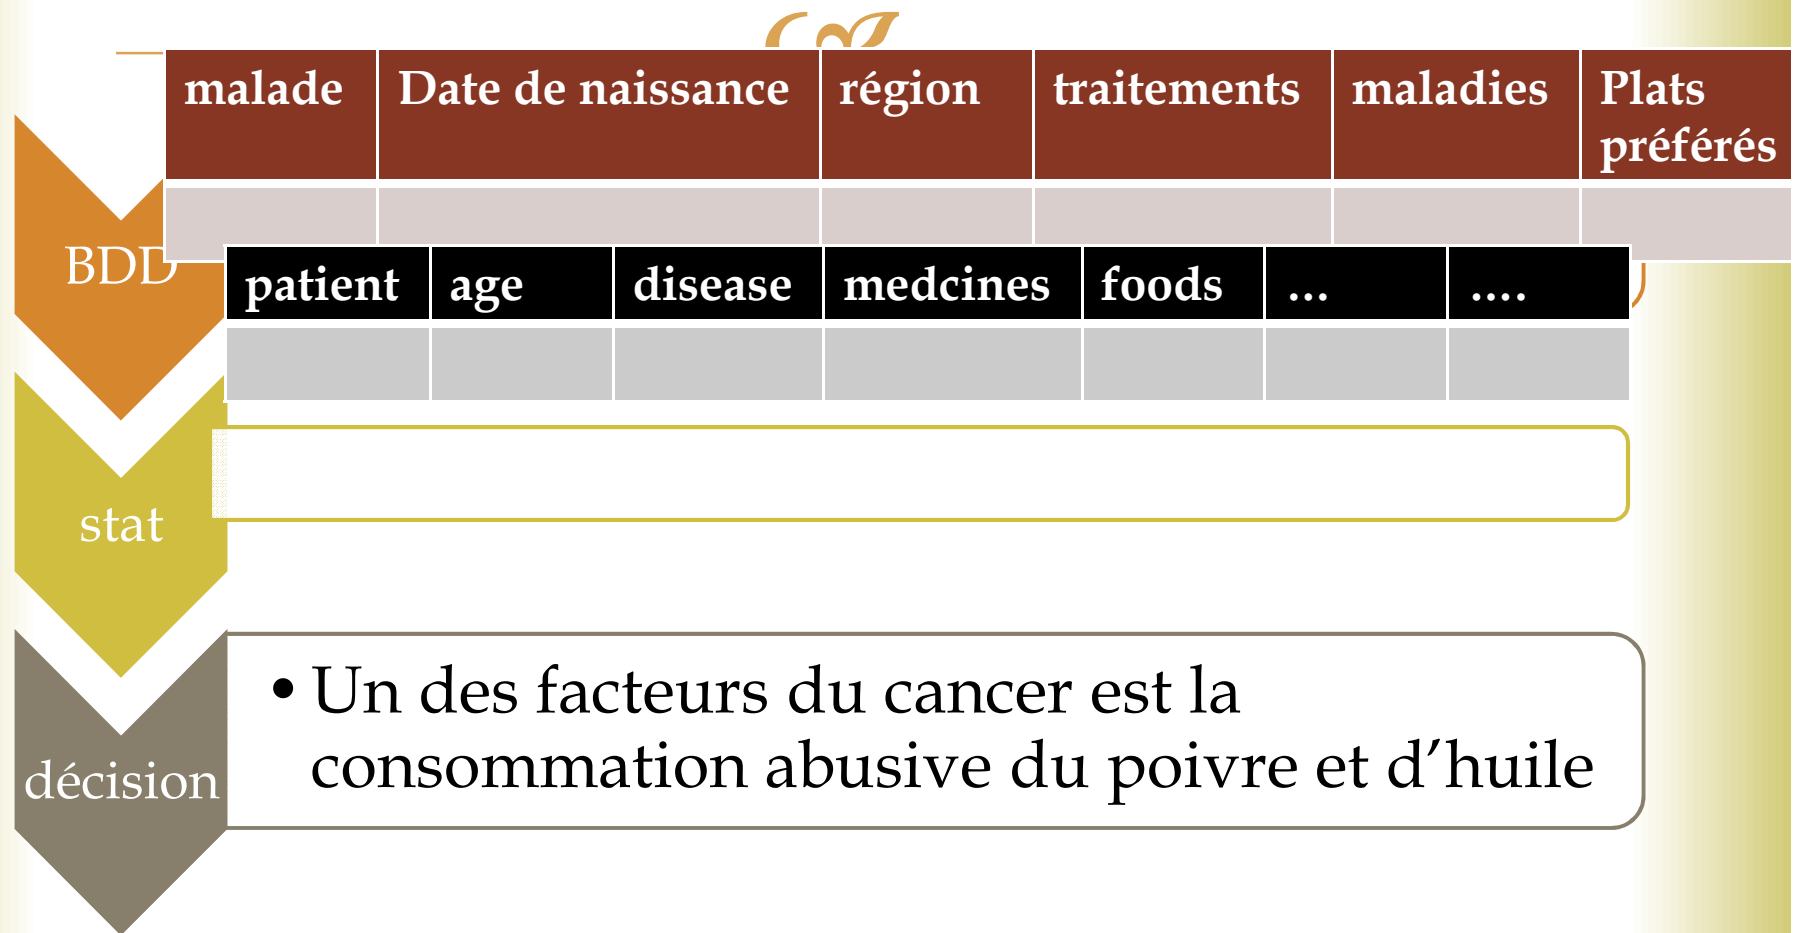 malade Date de naissance région traitements maladies Plats
préférés
BDD
patient age disease medcines foods ... ....
stat
décision
• Un des facteurs du cancer est la
consommation abusive du poivre et d’huile